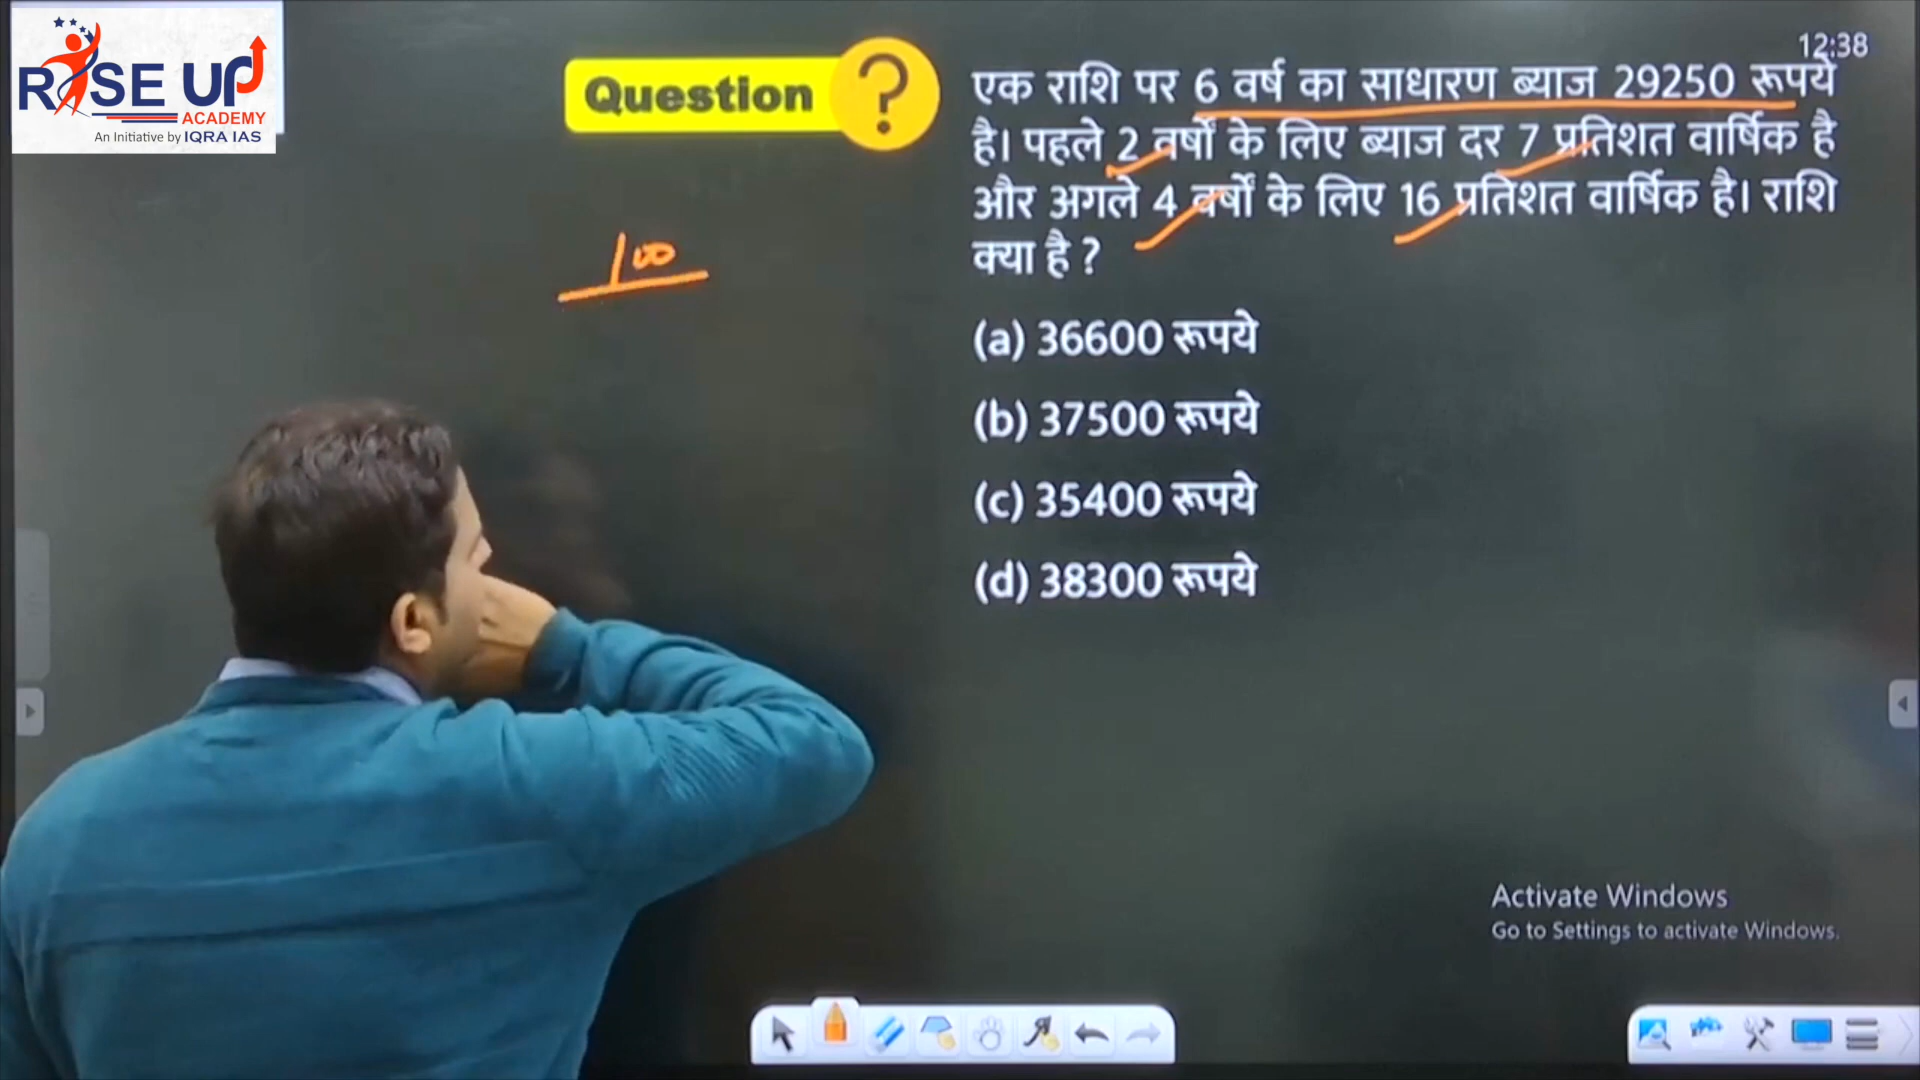 RISE UP
ACADEMY
An Initiative by IQRA IAS
12:38
Question ?
एक राशि पर 6 वर्ष का साधारण ब्याज 29250 रूपये
है। पहले 2 वर्षों के लिए ब्याज दर 7 प्रतिशत वार्षिक है
और अगले 4 वर्षों के लिए 16 प्रतिशत वार्षिक है। राशि
क्या है ?
100
(a) 36600 रूपये
(b) 37500 रूपये
(c) 35400 रूपये
(d) 38300 रूपये
Activate Windows
Go to Settings to activate Windows.